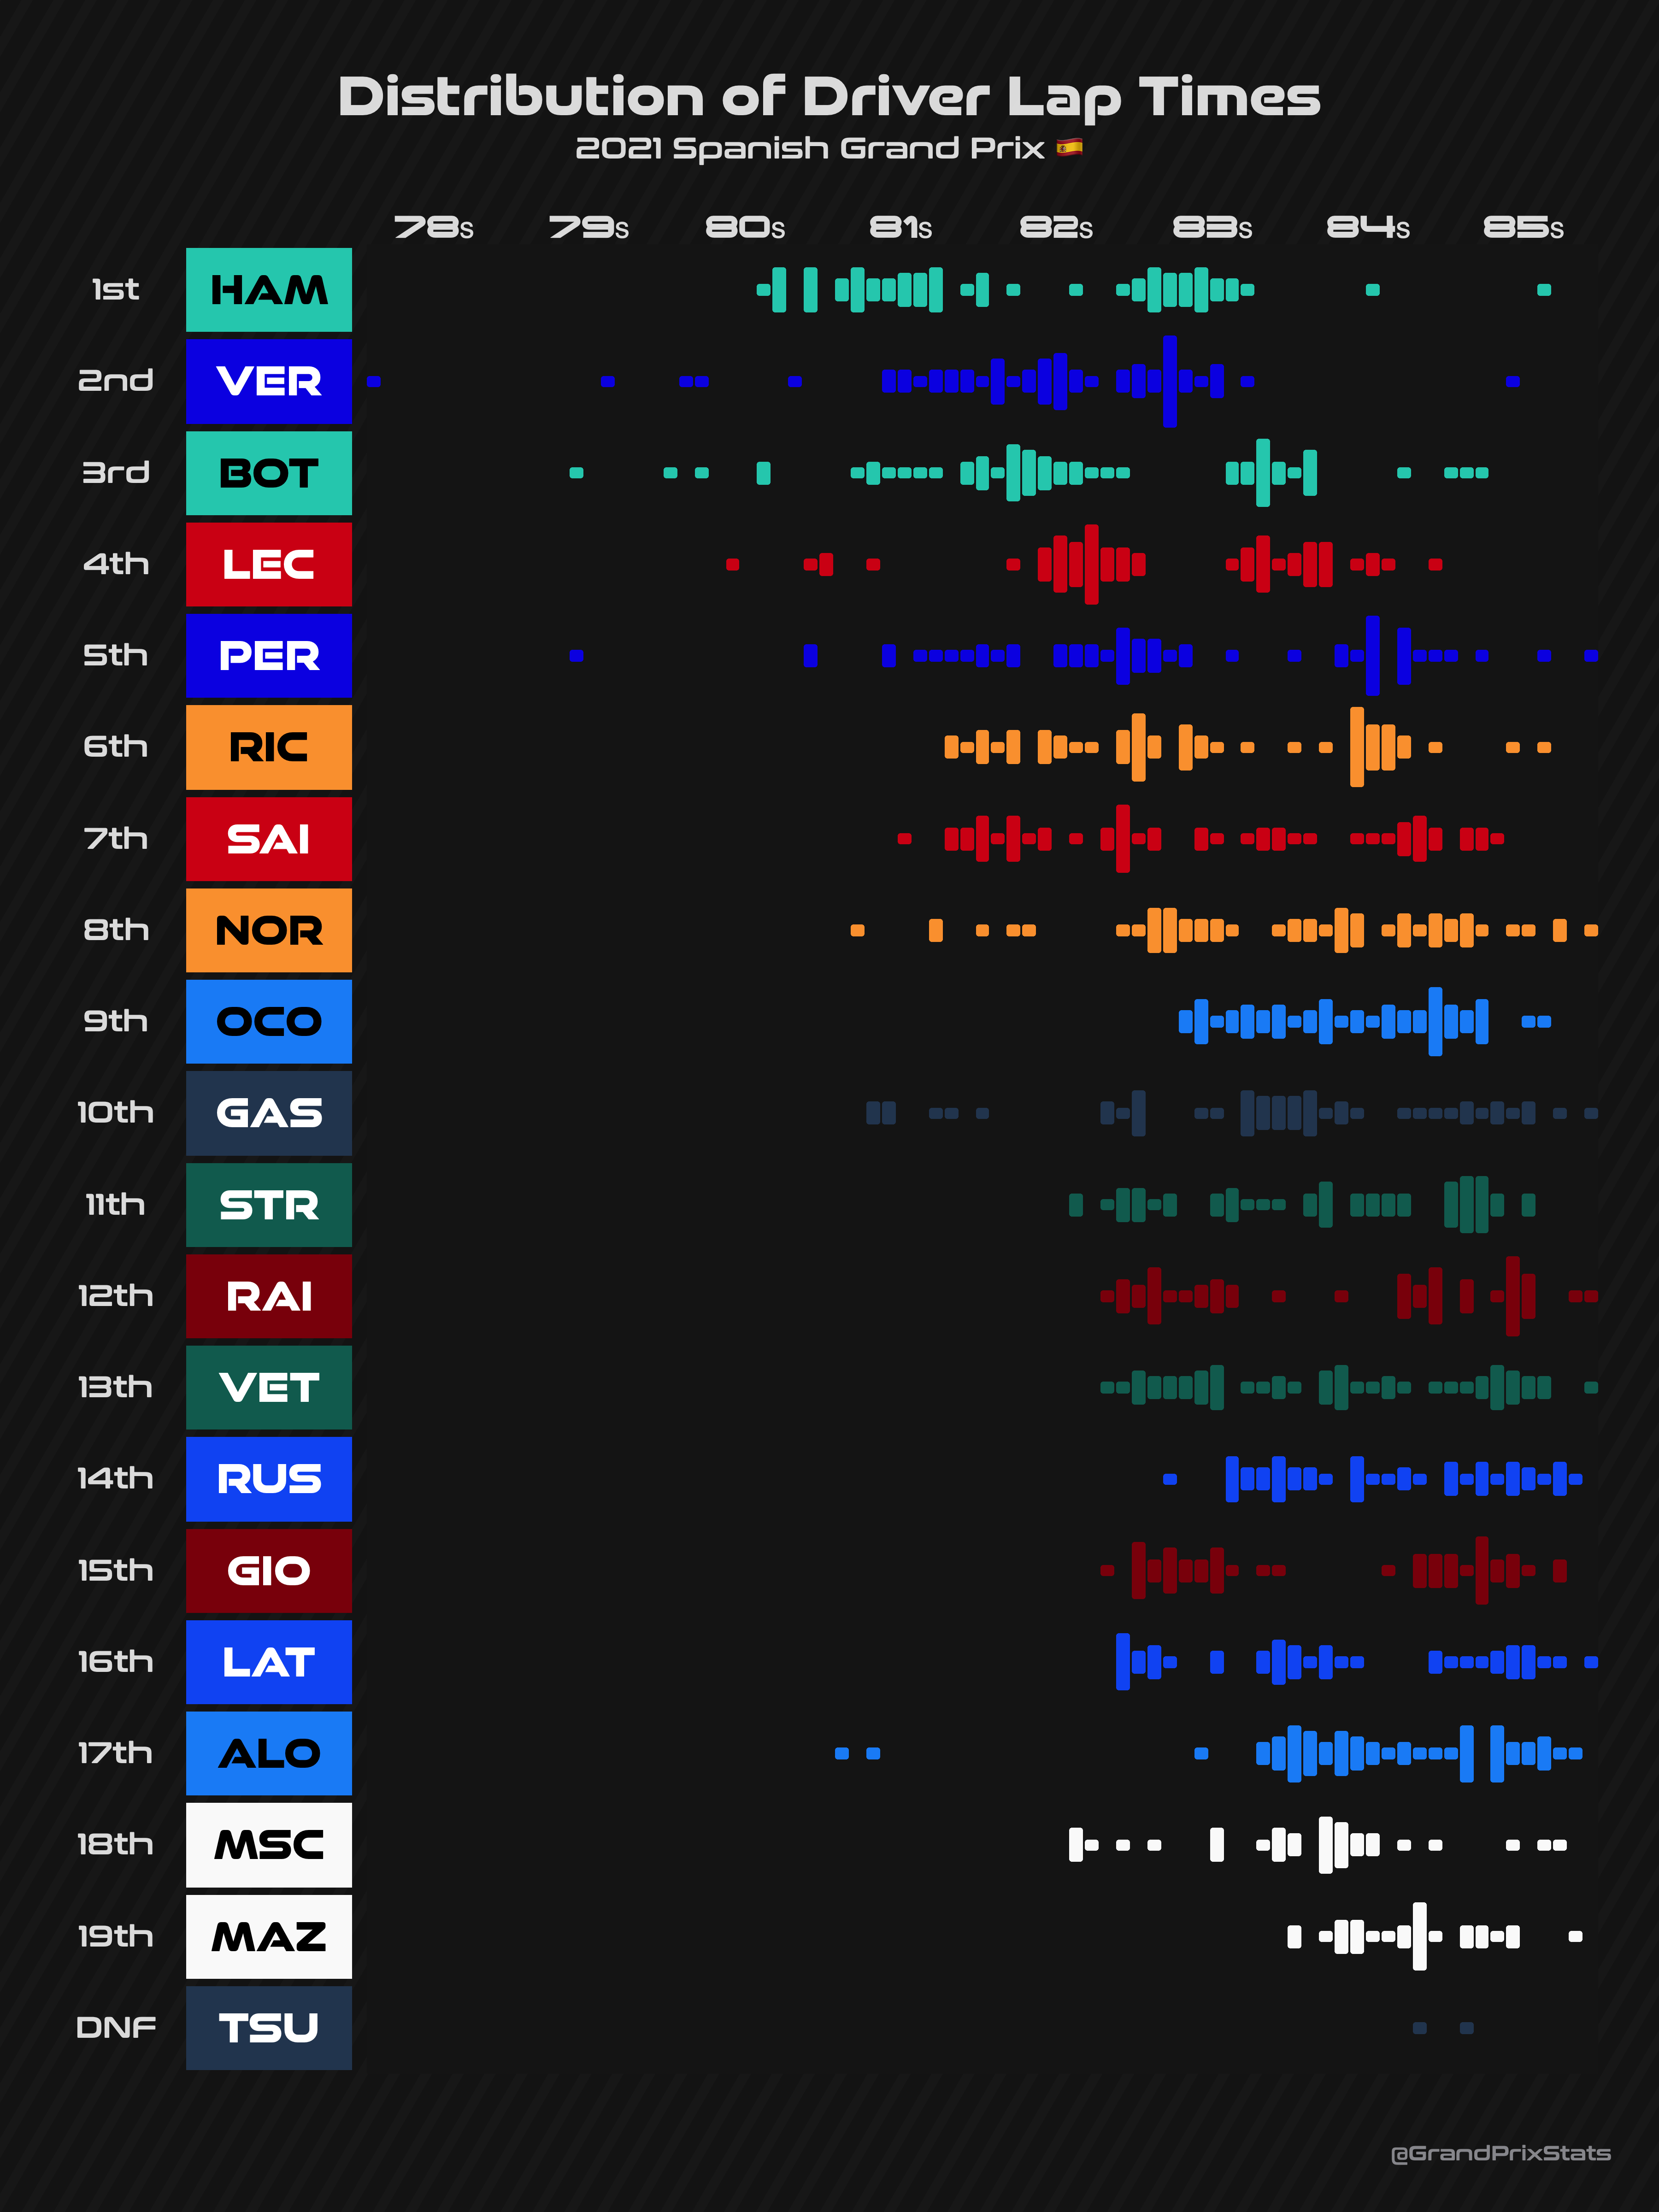 Distribution of Driver Lap Times
2021 Spanish Grand Prix 🇪🇸
78s 79s 80s 81s 82s 83s 84s 85s
1st HAM
2nd VER
3rd BOT
4th LEC
5th PER
6th RIC
7th SAI
8th NOR
9th OCO
10th GAS
11th STR
12th RAI
13th VET
14th RUS
15th GIO
16th LAT
17th ALO
18th MSC
19th MAZ
DNF TSU
@GrandPrixStats